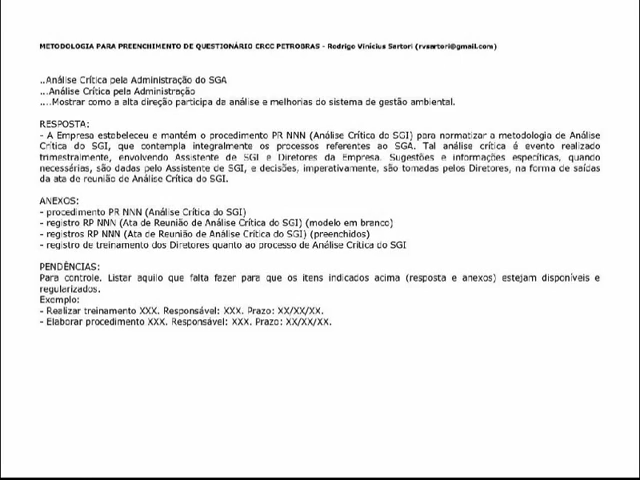 METODOLOGIA PARA PREENCHIMENTO DE QUESTIONÁRIO CRCC PETROBRAS - Rodrigo Vinícius Sartori (rvsartori@gmail.com)
..Análise Crítica pela Administração do SGA
...Análise Crítica pela Administração
....Mostrar como a alta direção participa da análise e melhorias do sistema de gestão ambiental.
RESPOSTA:
- A Empresa estabeleceu e mantém o procedimento PR NNN (Análise Crítica do SGI) para normatizar a metodologia de Análise
Crítica do SGI, que contempla integralmente os processos referentes ao SGA. Tal análise crítica é evento realizado
trimestralmente, envolvendo Assistente de SGI e Diretores da Empresa. Sugestões e informações específicas, quando
necessárias, são dadas pelo Assistente de SGI, e decisões, imperativamente, são tomadas pelos Diretores, na forma de saídas
da ata de reunião de Análise Crítica do SGI.
ANEXOS:
- procedimento PR NNN (Análise Crítica do SGI)
- registro RP NNN (Ata de Reunião de Análise Crítica do SGI) (modelo em branco)
- registros RP NNN (Ata de Reunião de Análise Crítica do SGI) (preenchidos)
- registro de treinamento dos Diretores quanto ao processo de Análise Crítica do SGI
PENDÊNCIAS:
Para controle. Listar aquilo que falta fazer para que os itens indicados acima (resposta e anexos) estejam disponíveis e
regularizados.
Exemplo:
- Realizar treinamento XXX. Responsável: XXX. Prazo: XX/XX/XX.
- Elaborar procedimento XXX. Responsável: XXX. Prazo: XX/XX/XX.